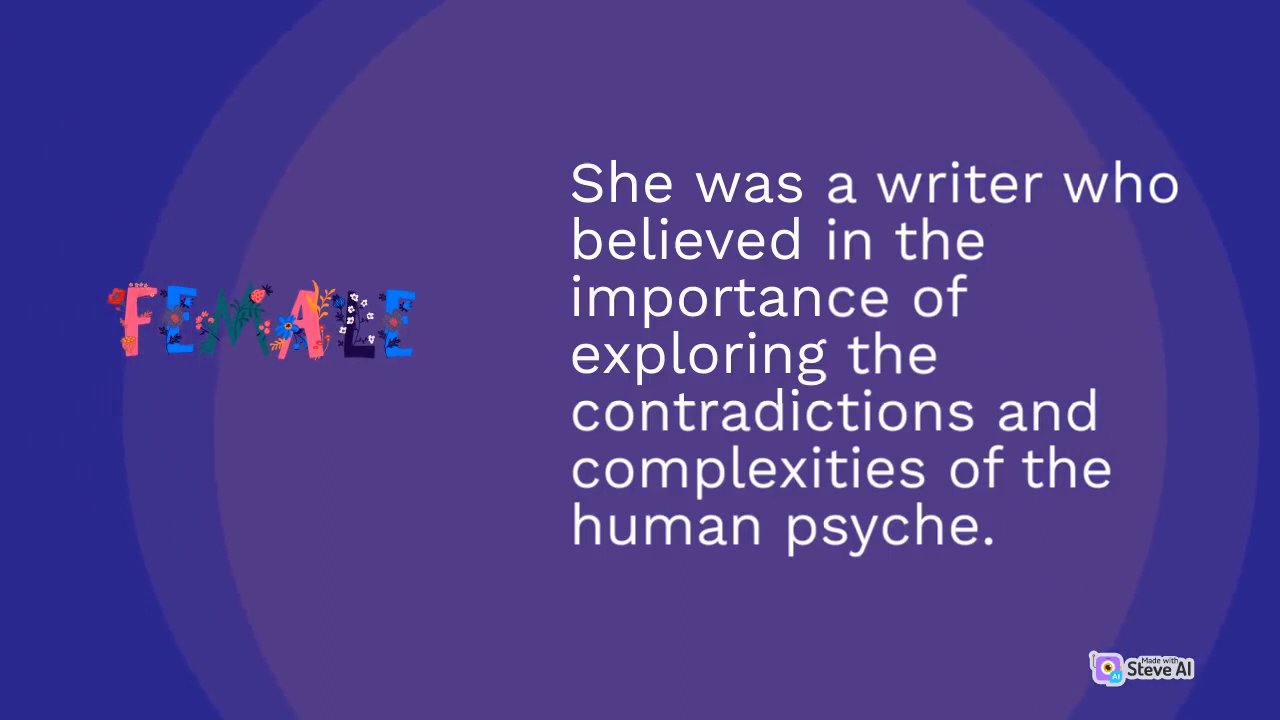 FEMALE
She was a writer who
believed in the
importance of
exploring the
contradictions and
complexities of the
human psyche.
Made with
Steve AI
AI